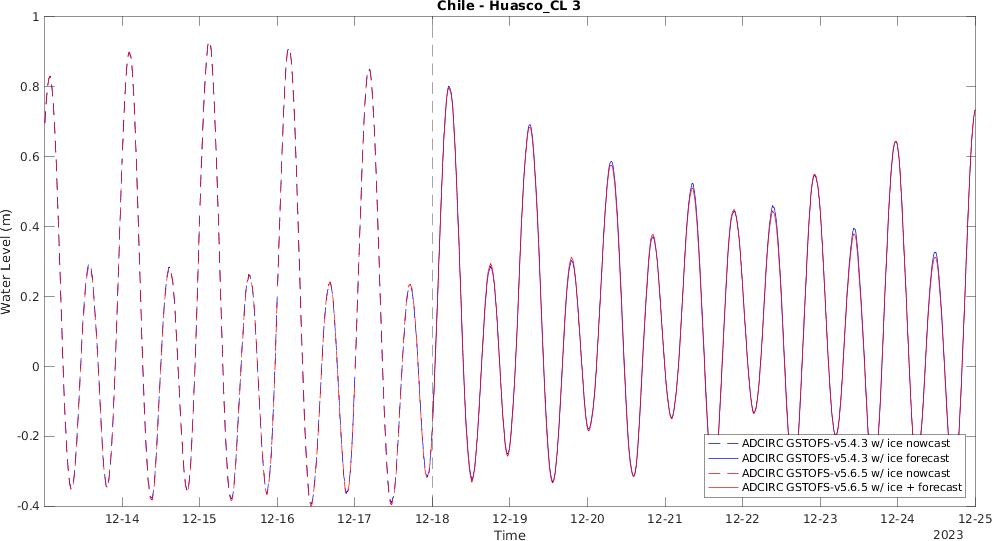 Chile - Huasco_CL 3
Water Level (m)
1
0.8
0.6
0.4
0.2
0
-0.2
-0.4
12-14 12-15 12-16 12-17 12-18 12-19 12-20 12-21 12-22 12-23 12-24 12-25
Time
2023
ADCIRC GSTOFS-v5.4.3 w/ ice nowcast
ADCIRC GSTOFS-v5.4.3 w/ ice forecast
ADCIRC GSTOFS-v5.6.5 w/ ice nowcast
ADCIRC GSTOFS-v5.6.5 w/ ice + forecast